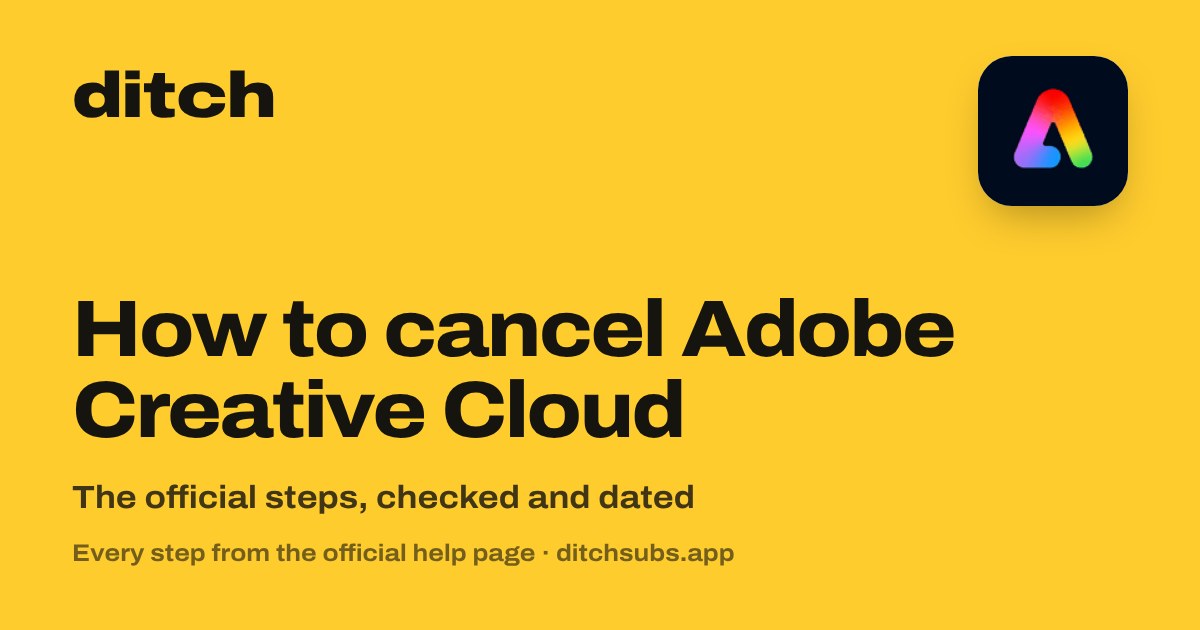 ditch
How to cancel Adobe
Creative Cloud
The official steps, checked and dated
Every step from the official help page · ditchsubs.app